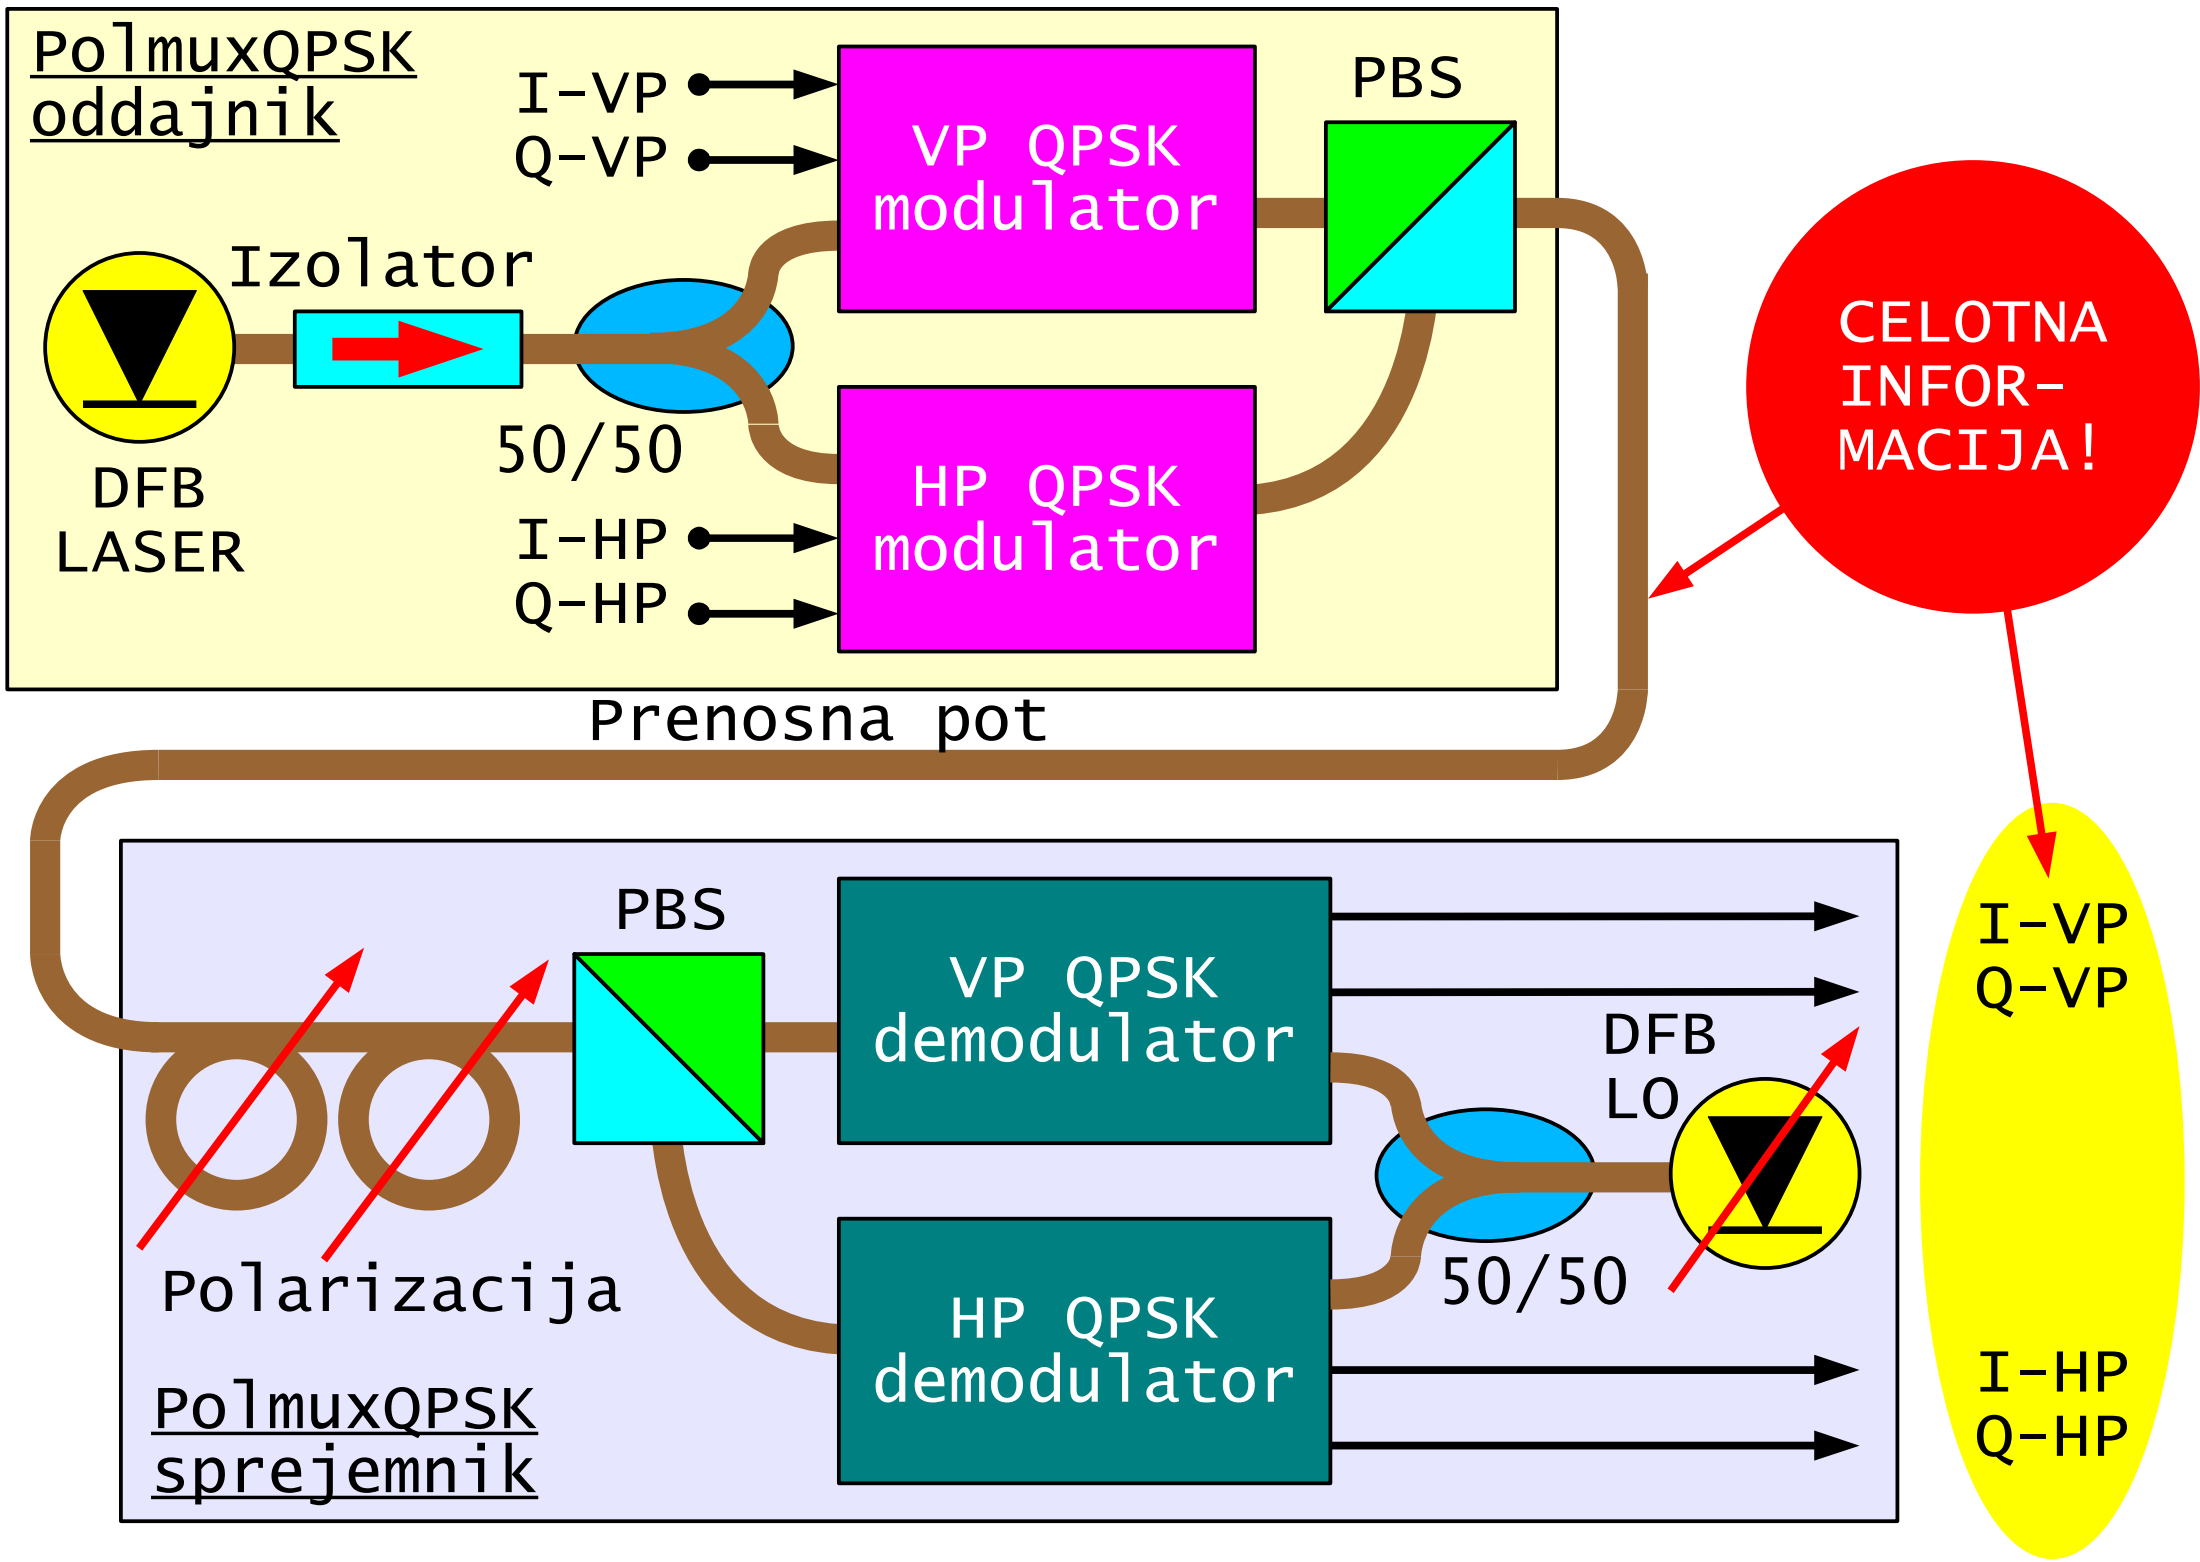 PolmuxQPSK
oddajnik
I-VP
Q-VP
VP QPSK
modulator
PBS
Izolator
50/50
DFB
LASER
I-HP
Q-HP
HP QPSK
modulator
CELOTNA
INFOR-
MACIJA!
Prenosna pot
PBS
VP QPSK
demodulator
I-VP
Q-VP
DFB
LO
50/50
Polarizacija
HP QPSK
demodulator
I-HP
Q-HP
PolmuxQPSK
sprejemnik